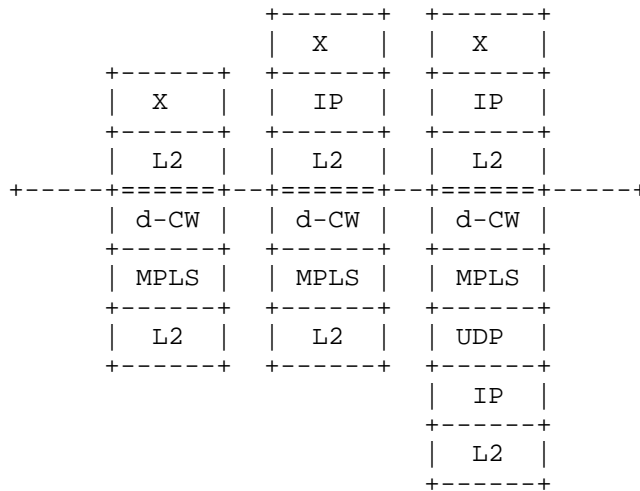 +------+  +------+
                      |  X   |  |  X   |
            +------+  +------+  +------+
            |  X   |  |  IP  |  |  IP  |
            +------+  +------+  +------+
            |  L2  |  |  L2  |  |  L2  |
      +-----+======+--+======+--+======+-----+
            | d-CW |  | d-CW |  | d-CW |
            +------+  +------+  +------+
            | MPLS |  | MPLS |  | MPLS |
            +------+  +------+  +------+
            |  L2  |  |  L2  |  | UDP  |
            +------+  +------+  +------+
                                |  IP  |
                                +------+
                                |  L2  |
                                +------+